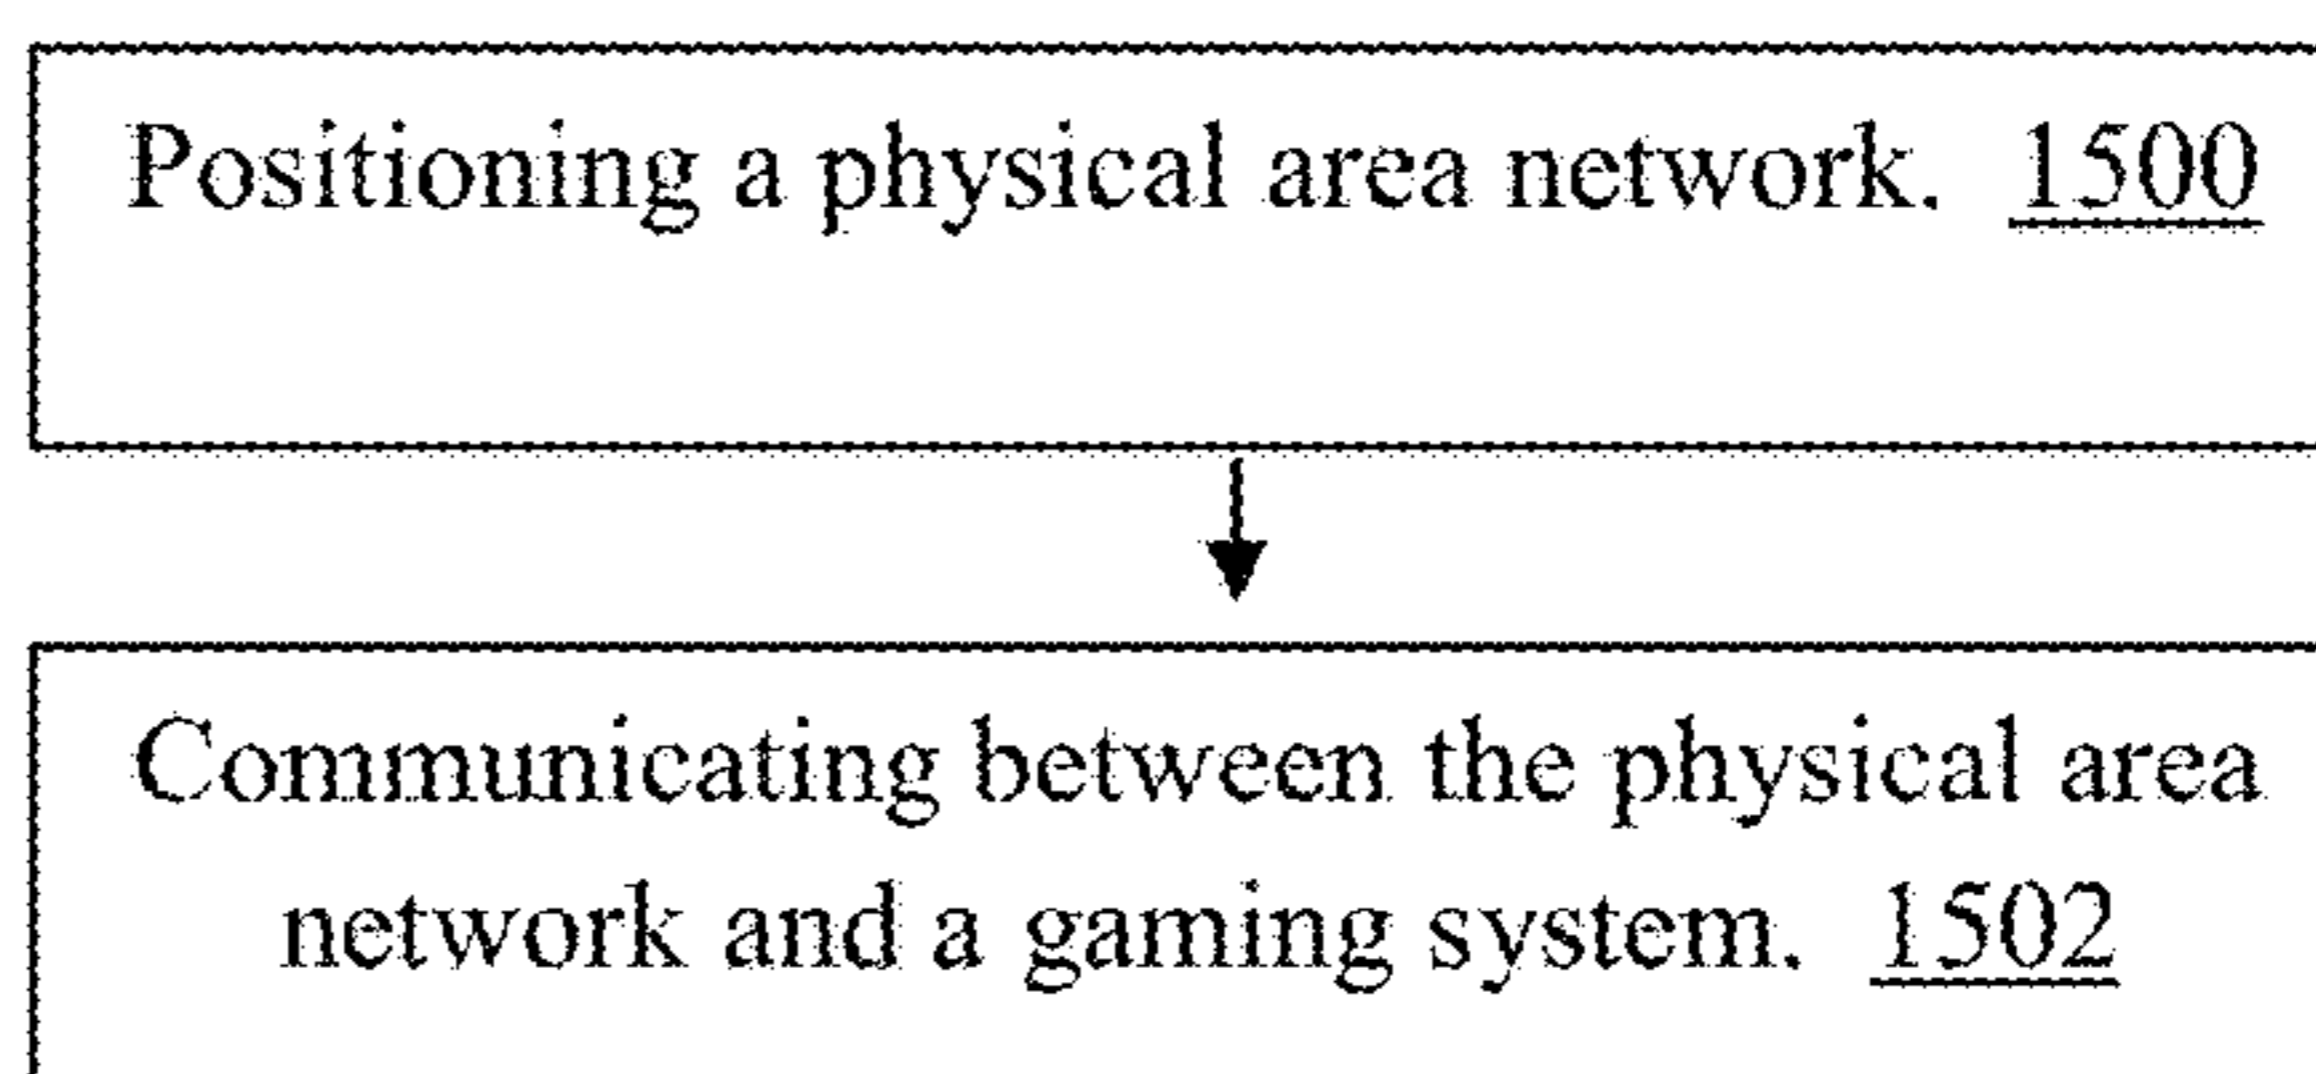 Positioning a physical area network. 1500
Communicating between the physical area
network and a gaming system. 1502